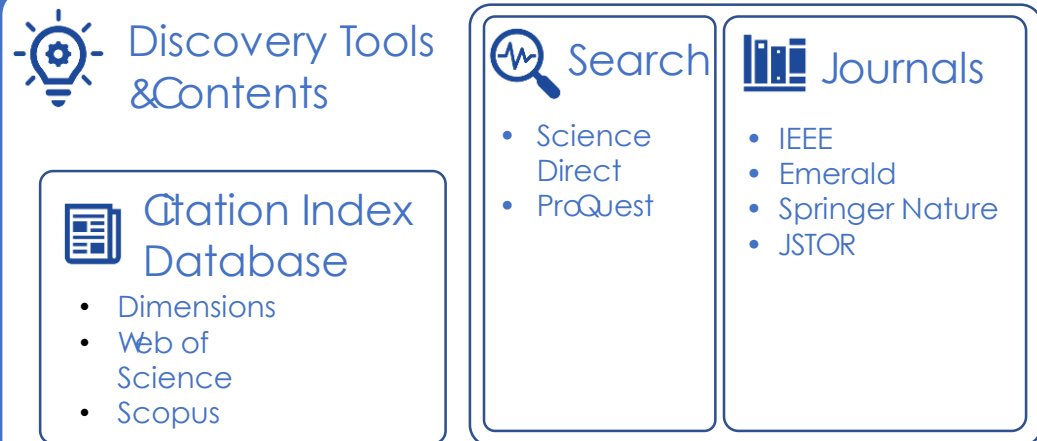 Discovery Tools
&Contents
Citation Index
Database
• Dimensions
• Web of
Science
• Scopus
Search
• Science
Direct
• ProQuest
Journals
• IEEE
• Emerald
• Springer Nature
• JSTOR